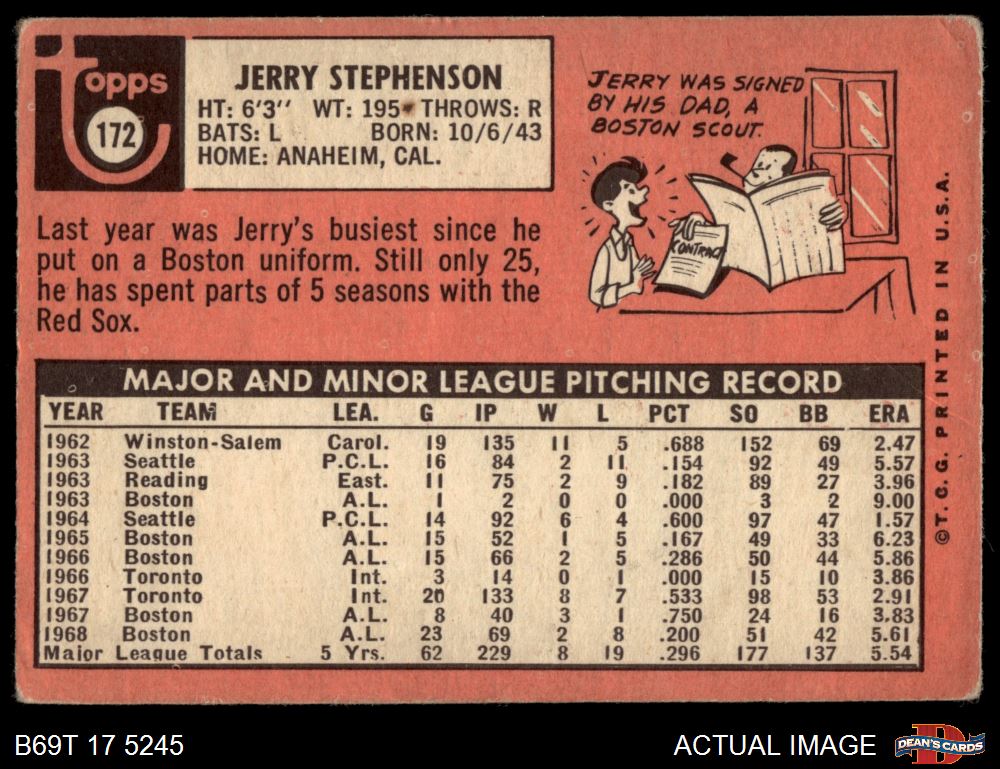 topps
172
JERRY STEPHENSON
HT: 6'3'' WT: 195 THROWS: R
BATS: L BORN: 10/6/43
HOME: ANAHEIM, CAL.
JERRY WAS SIGNED
BY HIS DAD, A
BOSTON SCOUT.
CONTRACT
Last year was Jerry's busiest since he
put on a Boston uniform. Still only 25,
he has spent parts of 5 seasons with the
Red Sox.
MAJOR AND MINOR LEAGUE PITCHING RECORD
YEAR TEAM LEA. G IP W L PCT SO BB ERA
1962 Winston-Salem Carol. 19 135 11 5 .688 152 69 2.47
1963 Seattle P.C.L. 16 84 2 11 .154 92 49 5.57
1963 Reading East. 11 75 2 9 .182 89 27 3.96
1963 Boston A.L. 1 2 0 0 .000 3 2 9.00
1964 Seattle P.C.L. 14 92 6 4 .600 97 47 1.57
1965 Boston A.L. 15 52 1 5 .167 49 33 6.23
1966 Boston A.L. 15 66 2 5 .286 50 44 5.86
1966 Toronto Int. 3 14 0 1 .000 15 10 3.86
1967 Toronto Int. 20 133 8 7 .533 98 53 2.91
1967 Boston A.L. 8 40 3 1 .750 24 16 3.83
1968 Boston A.L. 23 69 2 8 .200 51 42 5.61
Major League Totals 5 Yrs. 62 229 8 19 .296 177 137 5.54
©T.C.G. PRINTED IN U.S.A.
B69T 17 5245
ACTUAL IMAGE
D
DEAN'S CARDS